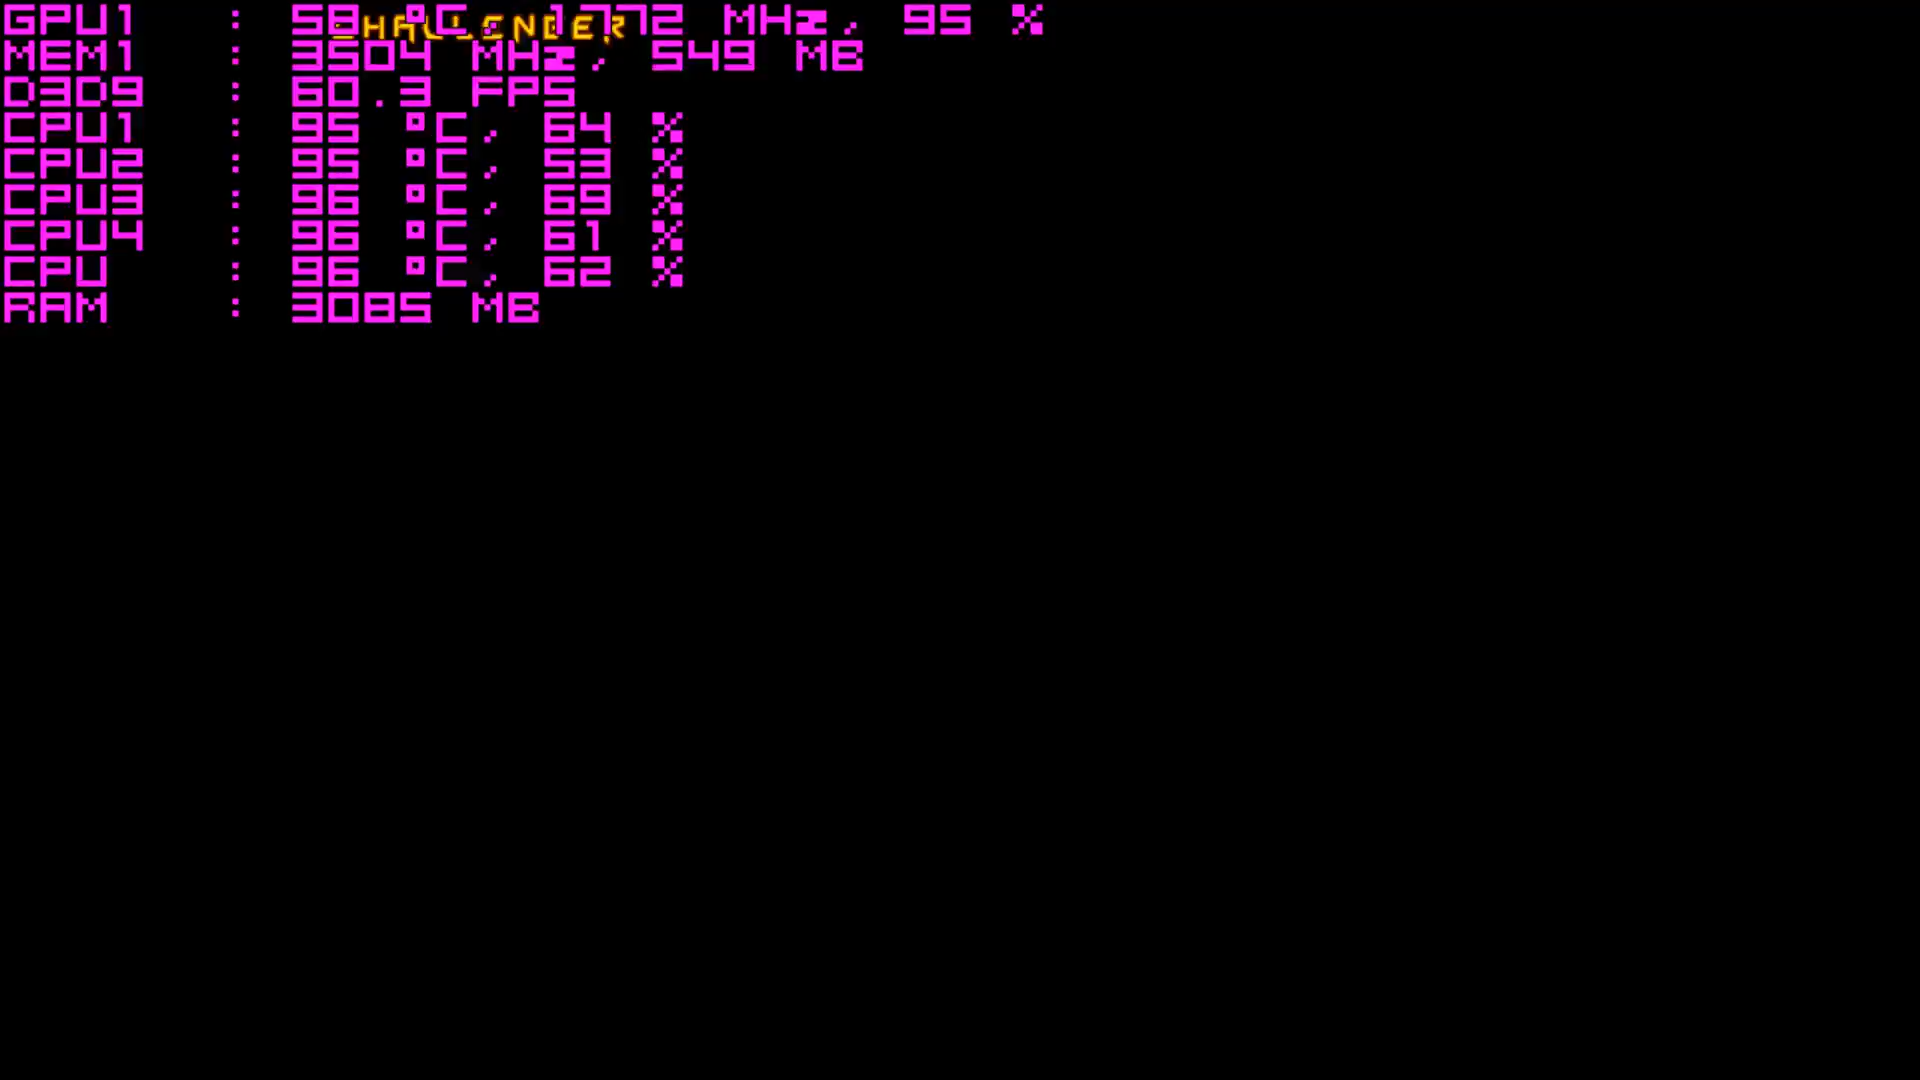 GPU1 : 58 °C, 1772 MHz, 95 %
CHALLENDER
MEM1 : 3504 MHz, 549 MB
D3D9 : 60.3 FPS
CPU1 : 95 °C, 64 %
CPU2 : 95 °C, 53 %
CPU3 : 96 °C, 69 %
CPU4 : 96 °C, 61 %
CPU : 96 °C, 62 %
RAM : 3085 MB